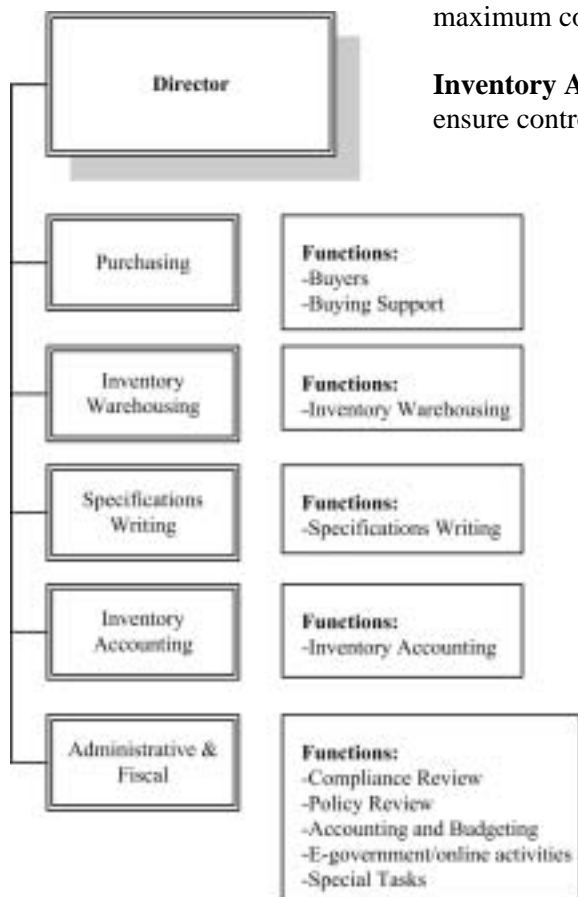 maximum co
Inventory A
ensure contro
Director
Purchasing
Functions:
-Buyers
-Buying Support
Inventory
Warehousing
Functions:
-Inventory Warehousing
Specifications
Writing
Functions:
-Specifications Writing
Inventory
Accounting
Functions:
-Inventory Accounting
Administrative &
Fiscal
Functions:
-Compliance Review
-Policy Review
-Accounting and Budgeting
-E-government/online activities
-Special Tasks